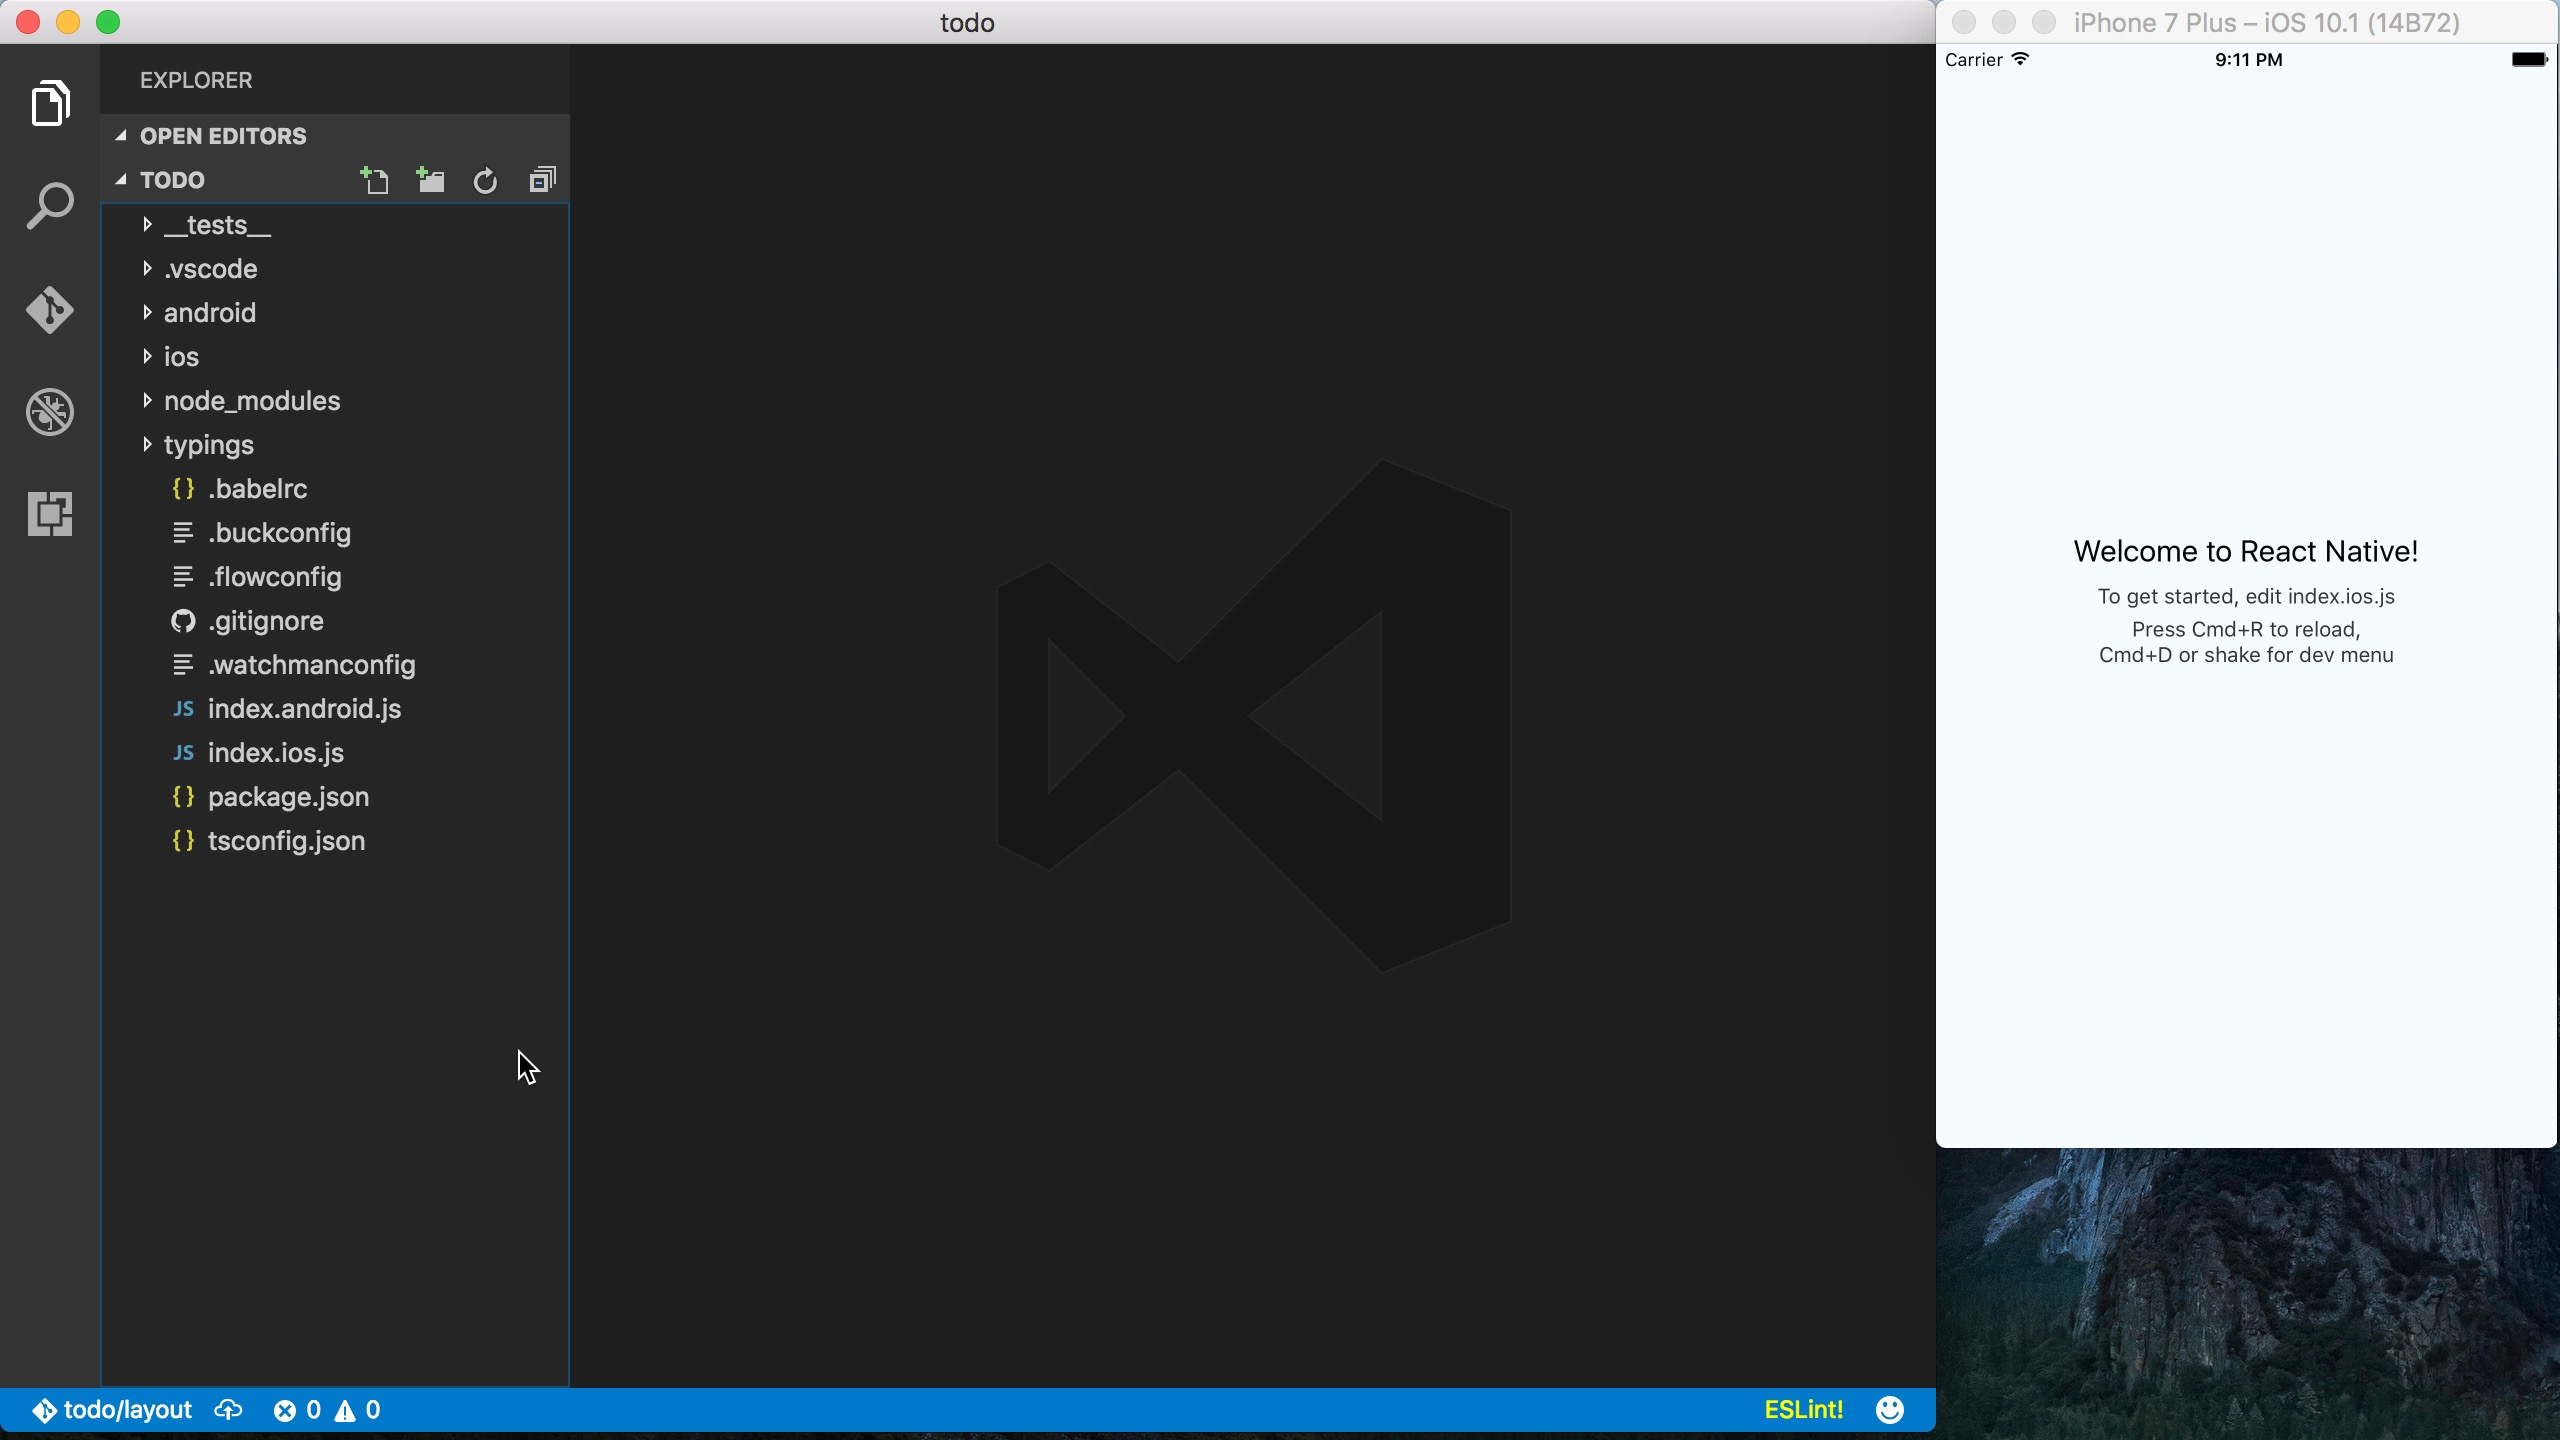 todo
EXPLORER
OPEN EDITORS
TODO
__tests__
.vscode
android
ios
node_modules
typings
{} .babelrc
.buckconfig
.flowconfig
.gitignore
.watchmanconfig
JS index.android.js
JS index.ios.js
{} package.json
{} tsconfig.json
todo/layout 0 0
ESLint!
iPhone 7 Plus – iOS 10.1 (14B72)
Carrier 9:11 PM
Welcome to React Native!
To get started, edit index.ios.js
Press Cmd+R to reload,
Cmd+D or shake for dev menu